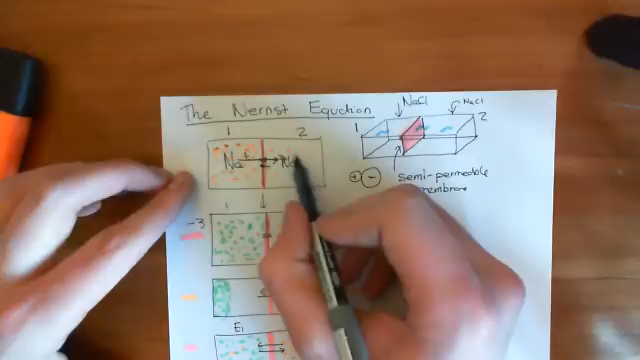 The Nernst Equation
NaCl
NaCl
1
2
1
2
Na+
Na
+ -
semi-permeable
membrane
1
-3
E1